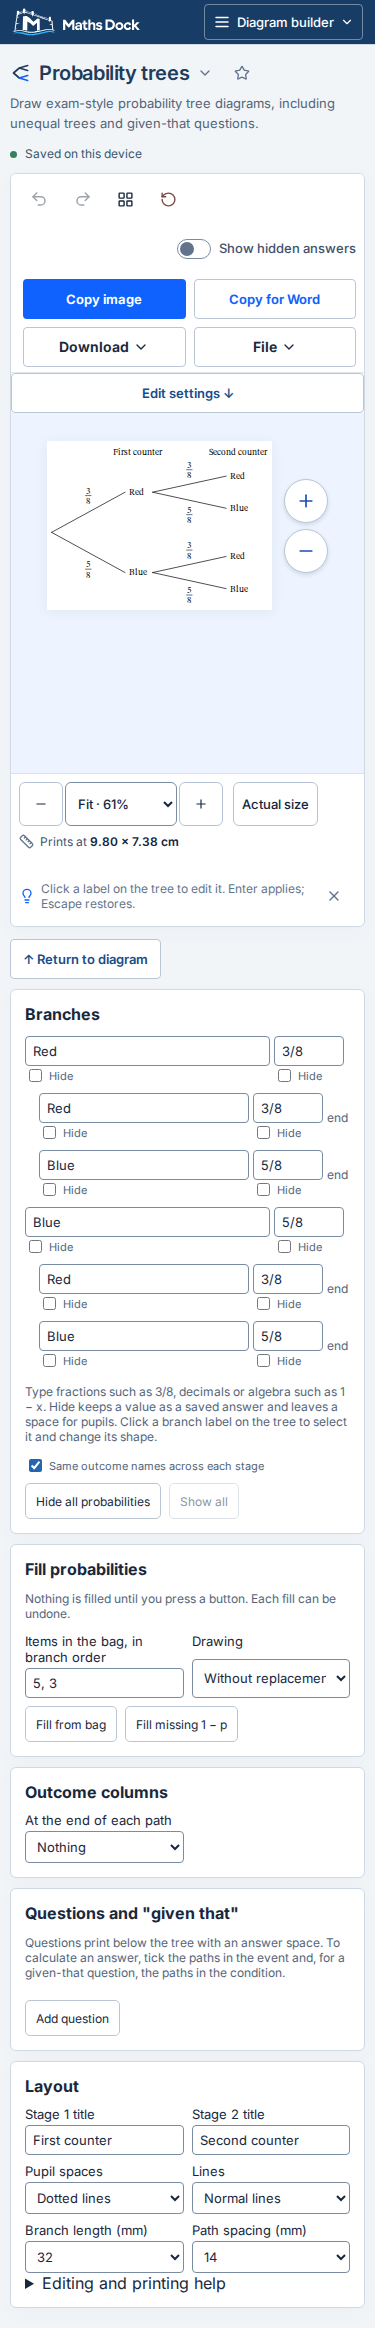 Maths Dock
Diagram builder
Probability trees
Draw exam-style probability tree diagrams, including
unequal trees and given-that questions.
Saved on this device
Show hidden answers
Copy image
Copy for Word
Download
File
Edit settings ↓
First counter
Second counter
3/8
Red
3/8
Red
5/8
Blue
5/8
Blue
3/8
Red
5/8
Blue
−
Fit · 61%
+
Actual size
Prints at 9.80 × 7.38 cm
Click a label on the tree to edit it. Enter applies;
Escape restores.
↑ Return to diagram
Branches
Red
3/8
Hide
Hide
Red
3/8
end
Hide
Hide
Blue
5/8
end
Hide
Hide
Blue
5/8
Hide
Hide
Red
3/8
end
Hide
Hide
Blue
5/8
end
Hide
Hide
Type fractions such as 3/8, decimals or algebra such as 1
− x. Hide keeps a value as a saved answer and leaves a
space for pupils. Click a branch label on the tree to select
it and change its shape.
Same outcome names across each stage
Hide all probabilities
Show all
Fill probabilities
Nothing is filled until you press a button. Each fill can be
undone.
Items in the bag, in
branch order
Drawing
5, 3
Without replacemer
Fill from bag
Fill missing 1 − p
Outcome columns
At the end of each path
Nothing
Questions and "given that"
Questions print below the tree with an answer space. To
calculate an answer, tick the paths in the event and, for a
given-that question, the paths in the condition.
Add question
Layout
Stage 1 title
Stage 2 title
First counter
Second counter
Pupil spaces
Lines
Dotted lines
Normal lines
Branch length (mm)
Path spacing (mm)
32
14
Editing and printing help